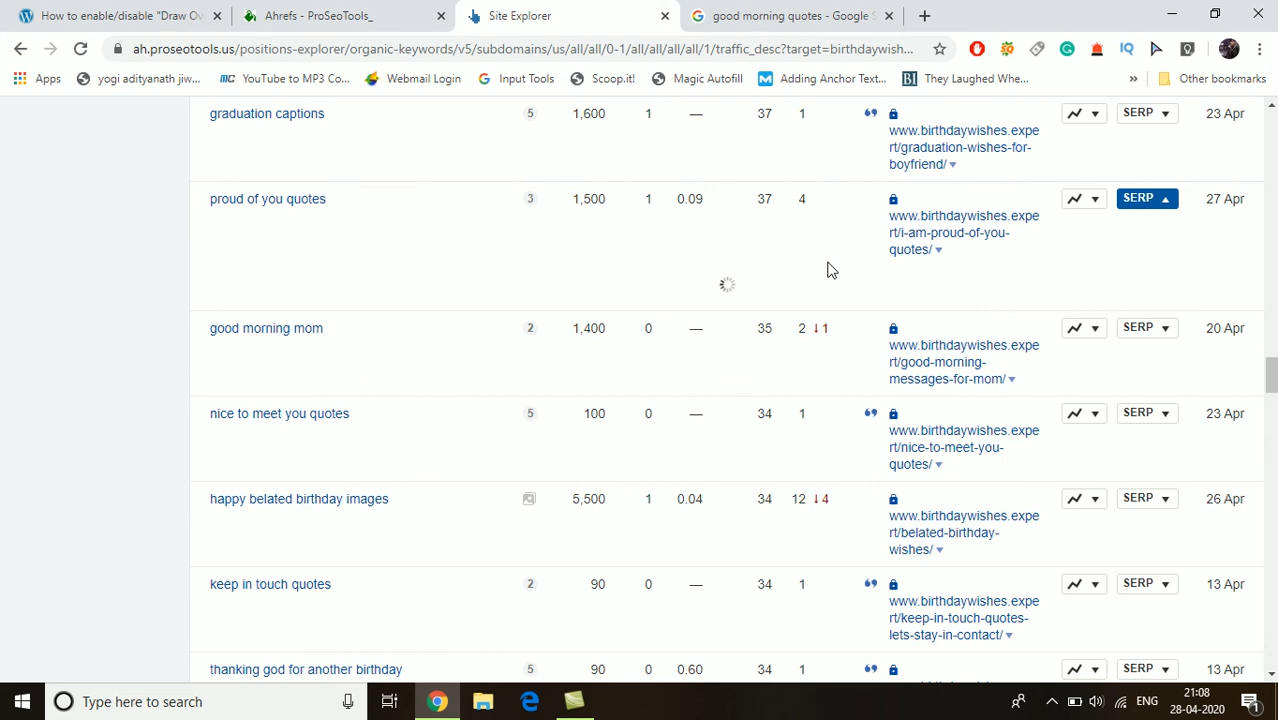 How to enable/disable "Draw Ov
Ahrefs - ProSeoTools_
Site Explorer
good morning quotes - Google S
ah.proseotools.us/positions-explorer/organic-keywords/v5/subdomains/us/all/all/0-1/all/all/all/all/1/traffic_desc?target=birthdaywish...
Apps
yogi adityanath jiw...
YouTube to MP3 Co...
Webmail Login
Input Tools
Scoop.it!
Magic Autofill
Adding Anchor Text...
They Laughed Whe...
Other bookmarks
graduation captions 5 1,600 1 — 37 1 SERP 23 Apr
www.birthdaywishes.expe
rt/graduation-wishes-for-
boyfriend/
proud of you quotes 3 1,500 1 0.09 37 4 SERP 27 Apr
www.birthdaywishes.expe
rt/i-am-proud-of-you-
quotes/
good morning mom 2 1,400 0 — 35 2 ↓1 SERP 20 Apr
www.birthdaywishes.expe
rt/good-morning-
messages-for-mom/
nice to meet you quotes 5 100 0 — 34 1 SERP 23 Apr
www.birthdaywishes.expe
rt/nice-to-meet-you-
quotes/
happy belated birthday images 5,500 1 0.04 34 12 ↓4 SERP 26 Apr
www.birthdaywishes.expe
rt/belated-birthday-
wishes/
keep in touch quotes 2 90 0 — 34 1 SERP 13 Apr
www.birthdaywishes.expe
rt/keep-in-touch-quotes-
lets-stay-in-contact/
thanking god for another birthday 5 90 0 0.60 34 1 SERP 13 Apr
Type here to search
ENG
21:08
28-04-2020